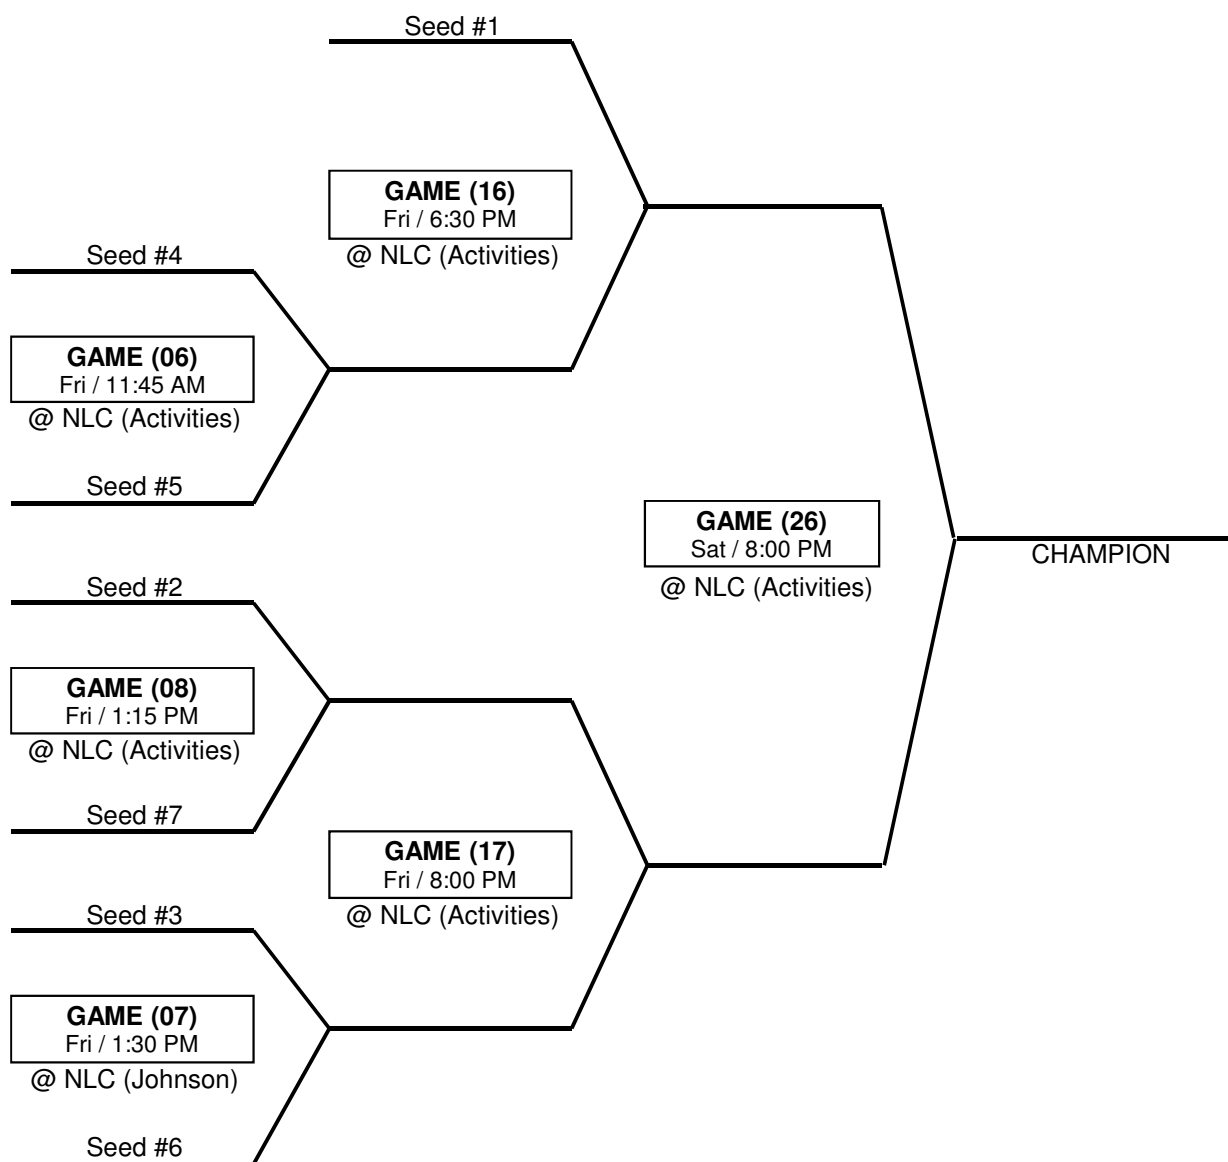 Seed #1
GAME (16)
Fri / 6:30 PM
@ NLC (Activities)
Seed #4
GAME (06)
Fri / 11:45 AM
@ NLC (Activities)
Seed #5
GAME (26)
Sat / 8:00 PM
@ NLC (Activities)
CHAMPION
Seed #2
GAME (08)
Fri / 1:15 PM
@ NLC (Activities)
Seed #7
GAME (17)
Fri / 8:00 PM
@ NLC (Activities)
Seed #3
GAME (07)
Fri / 1:30 PM
@ NLC (Johnson)
Seed #6